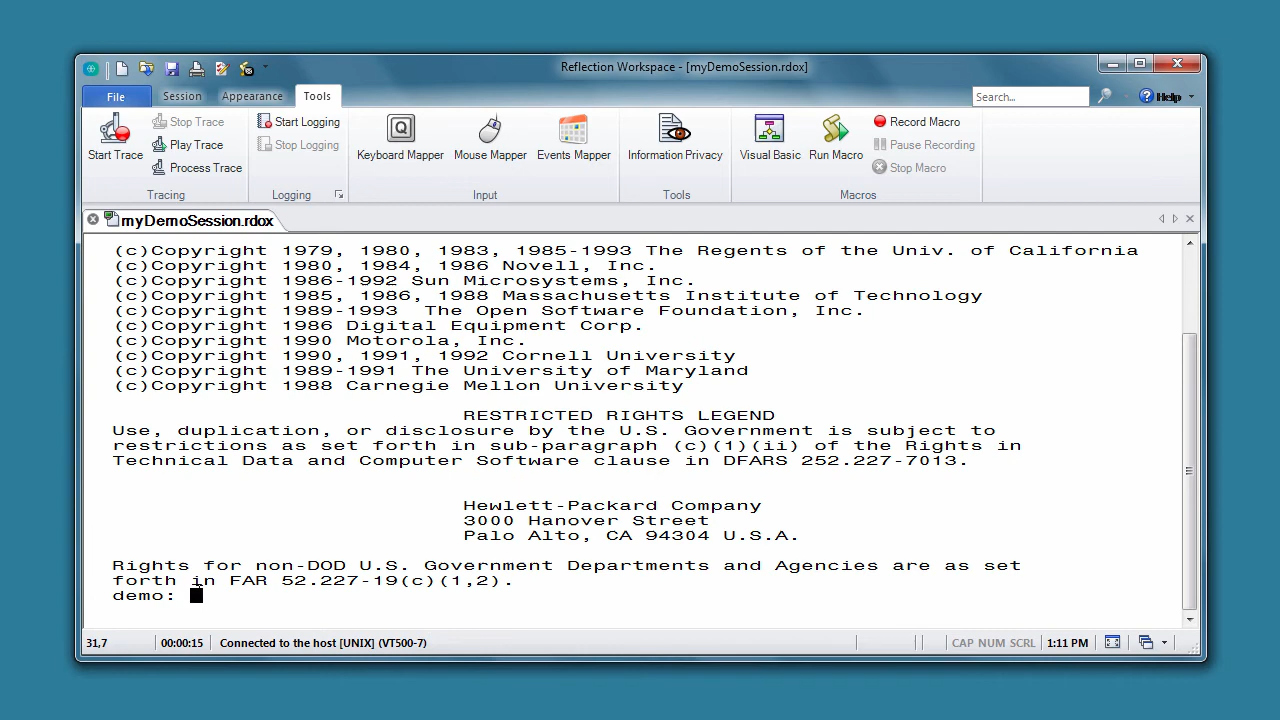 Reflection Workspace - [myDemoSession.rdox]
File Session Appearance Tools Search... Help
Start Trace Stop Trace Play Trace Process Trace
Tracing
Start Logging Stop Logging
Logging
Keyboard Mapper Mouse Mapper Events Mapper
Input
Information Privacy
Tools
Visual Basic Run Macro Record Macro Pause Recording Stop Macro
Macros
myDemoSession.rdox
(c)Copyright 1979, 1980, 1983, 1985-1993 The Regents of the Univ. of California
(c)Copyright 1980, 1984, 1986 Novell, Inc.
(c)Copyright 1986-1992 Sun Microsystems, Inc.
(c)Copyright 1985, 1986, 1988 Massachusetts Institute of Technology
(c)Copyright 1989-1993  The Open Software Foundation, Inc.
(c)Copyright 1986 Digital Equipment Corp.
(c)Copyright 1990 Motorola, Inc.
(c)Copyright 1990, 1991, 1992 Cornell University
(c)Copyright 1989-1991 The University of Maryland
(c)Copyright 1988 Carnegie Mellon University
RESTRICTED RIGHTS LEGEND
Use, duplication, or disclosure by the U.S. Government is subject to
restrictions as set forth in sub-paragraph (c)(1)(ii) of the Rights in
Technical Data and Computer Software clause in DFARS 252.227-7013.
Hewlett-Packard Company
3000 Hanover Street
Palo Alto, CA 94304 U.S.A.
Rights for non-DOD U.S. Government Departments and Agencies are as set
forth in FAR 52.227-19(c)(1,2).
demo:
31,7 00:00:15 Connected to the host [UNIX] (VT500-7) CAP NUM SCRL 1:11 PM